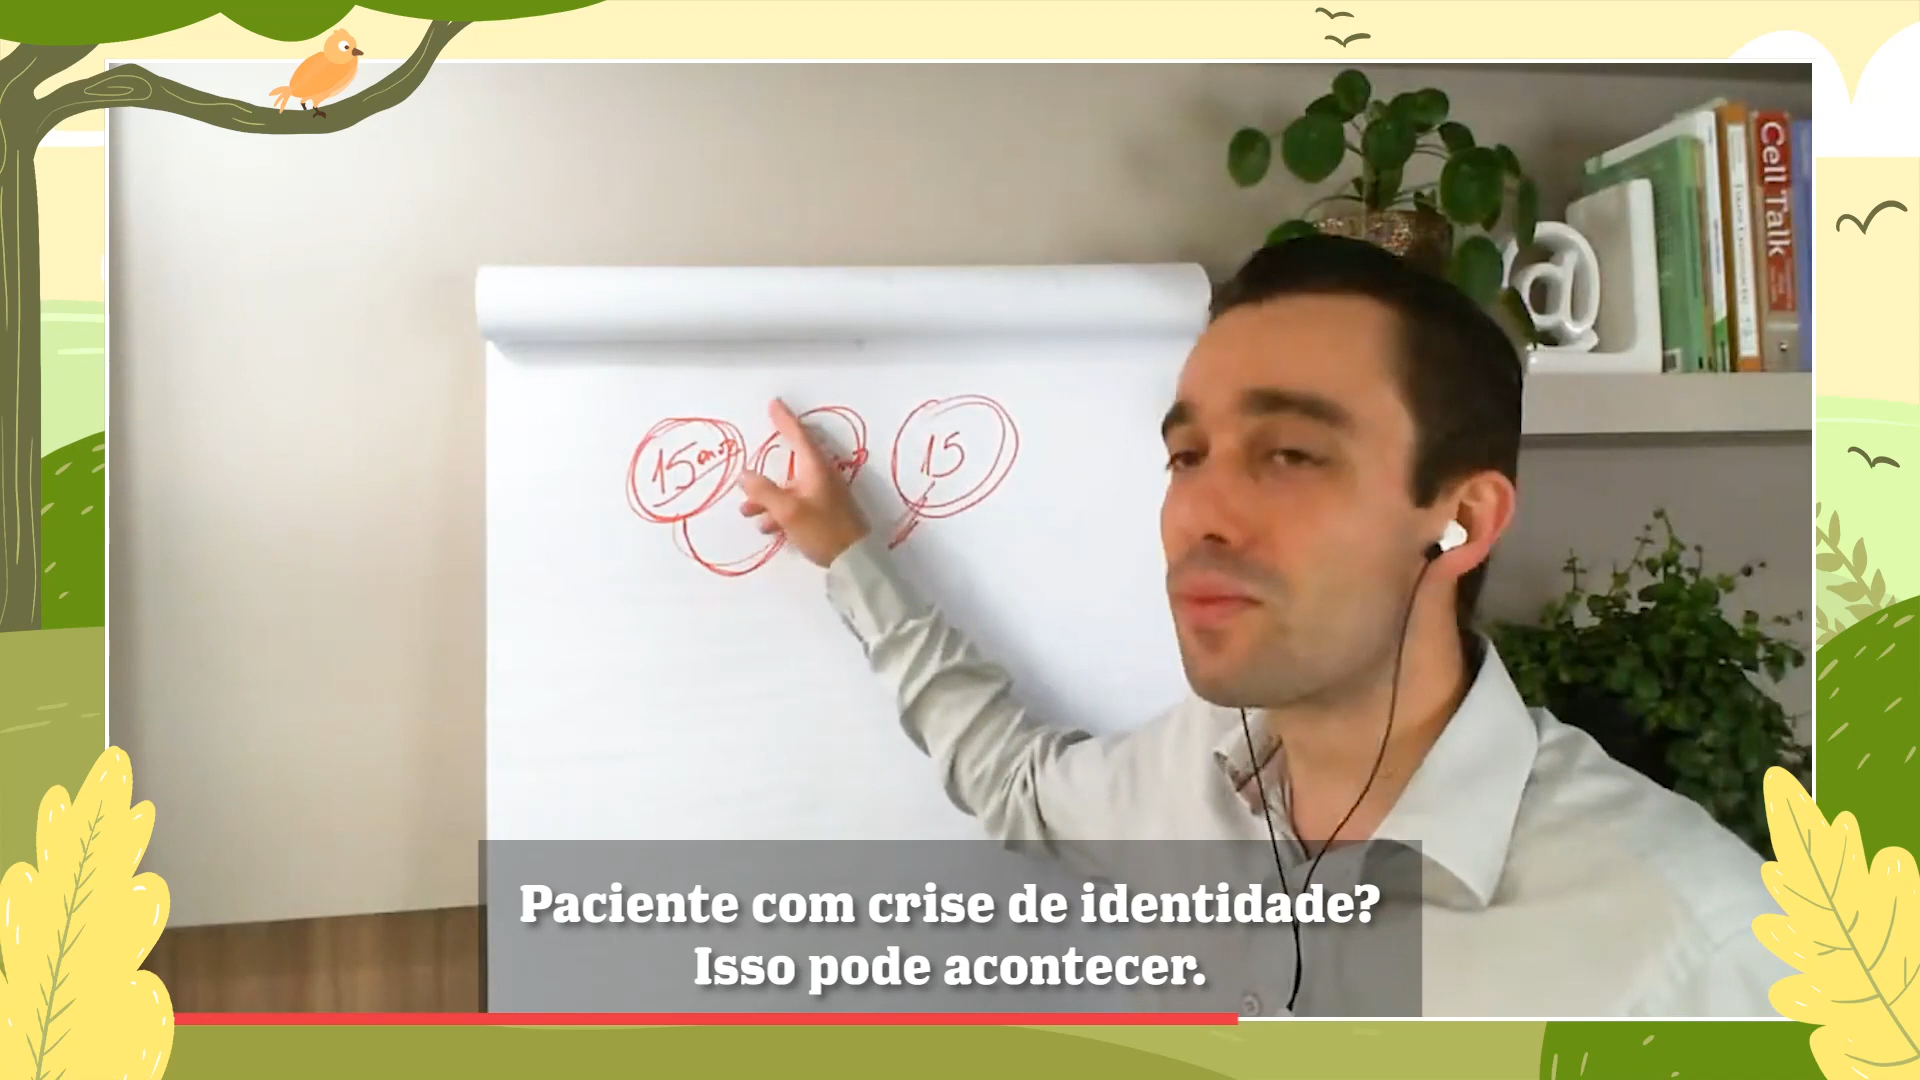 Cell Talk
@
15 anos
15
Paciente com crise de identidade?
Isso pode acontecer.